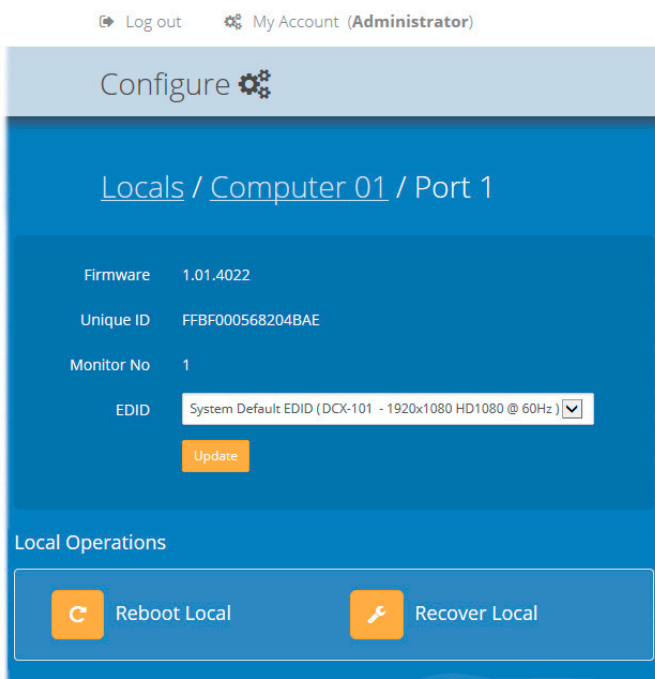 Log out My Account (Administrator)
Configure
Locals / Computer 01 / Port 1
Firmware 1.01.4022
Unique ID FFBF000568204BAE
Monitor No 1
EDID System Default EDID (DCX-101 - 1920x1080 HD1080 @ 60Hz )
Update
Local Operations
Reboot Local Recover Local